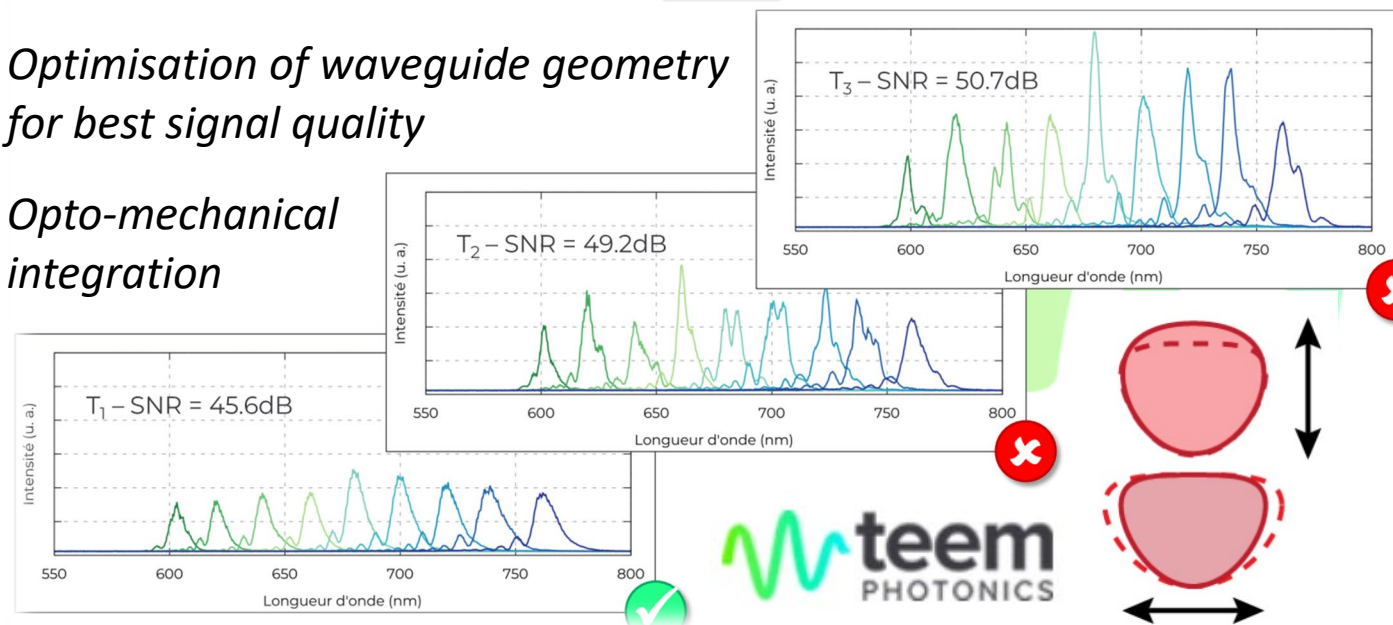 Optimisation of waveguide geometry
for best signal quality
Opto-mechanical
integration
T₃ – SNR = 50.7dB
Intensité (u. a.)
550 600 650 700 750 800
Longueur d'onde (nm)
T₂ – SNR = 49.2dB
Intensité (u. a.)
550 600 650 700 750 800
Longueur d'onde (nm)
T₁ – SNR = 45.6dB
Intensité (u. a.)
550 600 650 700 750 800
Longueur d'onde (nm)
teem
PHOTONICS